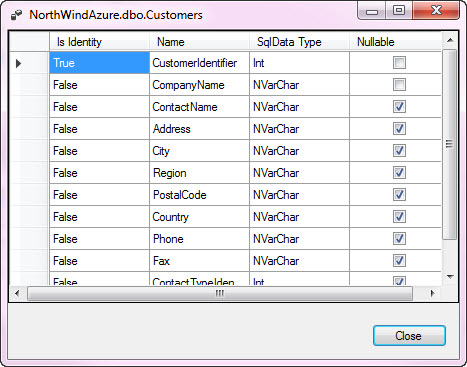 NorthWindAzure.dbo.Customers
Is Identity Name SqlData Type Nullable
True CustomerIdentifier Int
False CompanyName NVarChar
False ContactName NVarChar
False Address NVarChar
False City NVarChar
False Region NVarChar
False PostalCode NVarChar
False Country NVarChar
False Phone NVarChar
False Fax NVarChar
False ContactTypeIden Int
Close